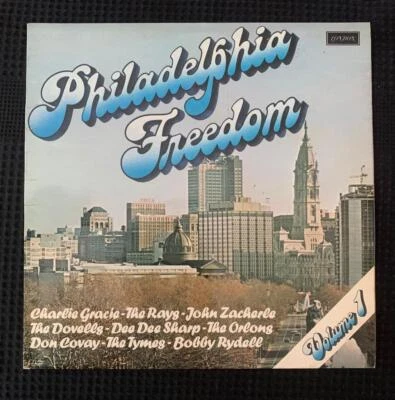 LONDON
Philadelphia
Freedom
Charlie Gracie - The Rays - John Zacherle
The Dovells - Dee Dee Sharp - The Orlons
Don Covay - The Tymes - Bobby Rydell
Volume 1